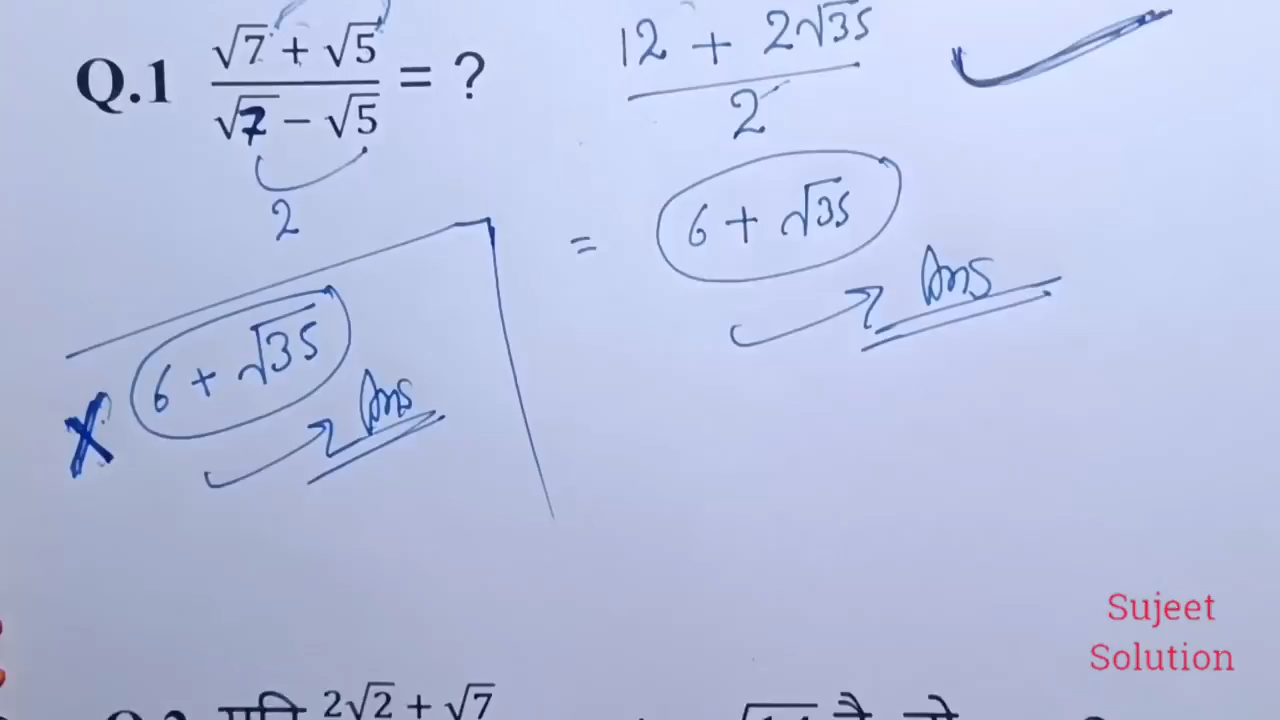 Q.1 (√7 + √5)/(√7 − √5) = ?
2
12 + 2√35
2
= 6 + √35
Ans
X 6 + √35
Ans
Sujeet
Solution
यदि 2√2 + √7